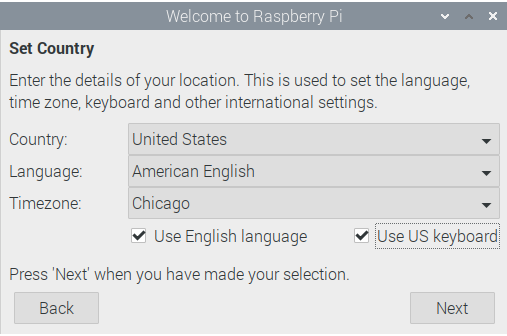 Welcome to Raspberry Pi
Set Country
Enter the details of your location. This is used to set the language,
time zone, keyboard and other international settings.
Country: United States
Language: American English
Timezone: Chicago
Use English language Use US keyboard
Press 'Next' when you have made your selection.
Back Next